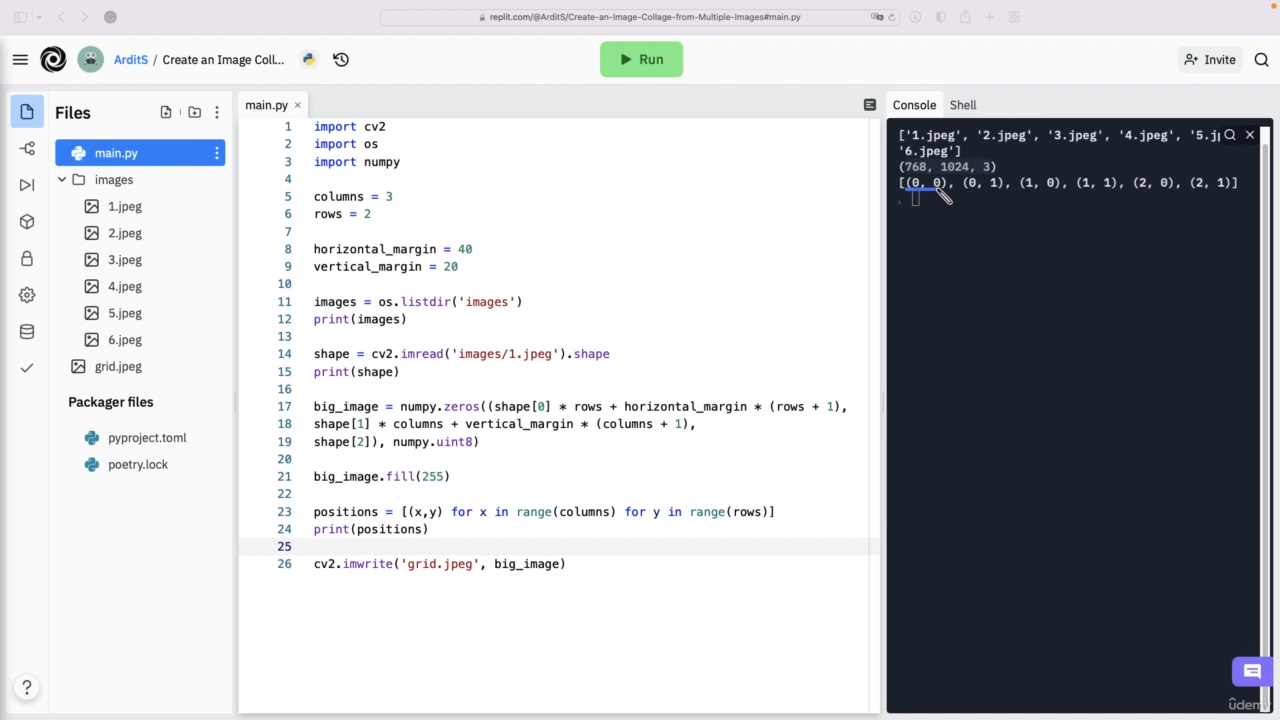 replit.com/@ArditS/Create-an-Image-Collage-from-Multiple-Images#main.py
ArditS / Create an Image Coll...
Run
Invite
Files
main.py
images
1.jpeg
2.jpeg
3.jpeg
4.jpeg
5.jpeg
6.jpeg
grid.jpeg
Packager files
pyproject.toml
poetry.lock
?
main.py ×
1 import cv2
2 import os
3 import numpy
4
5 columns = 3
6 rows = 2
7
8 horizontal_margin = 40
9 vertical_margin = 20
10
11 images = os.listdir('images')
12 print(images)
13
14 shape = cv2.imread('images/1.jpeg').shape
15 print(shape)
16
17 big_image = numpy.zeros((shape[0] * rows + horizontal_margin * (rows + 1),
18 shape[1] * columns + vertical_margin * (columns + 1),
19 shape[2]), numpy.uint8)
20
21 big_image.fill(255)
22
23 positions = [(x,y) for x in range(columns) for y in range(rows)]
24 print(positions)
25
26 cv2.imwrite('grid.jpeg', big_image)
Console Shell
['1.jpeg', '2.jpeg', '3.jpeg', '4.jpeg', '5.j
'6.jpeg']
(768, 1024, 3)
[(0, 0), (0, 1), (1, 0), (1, 1), (2, 0), (2, 1)]
ûdemy